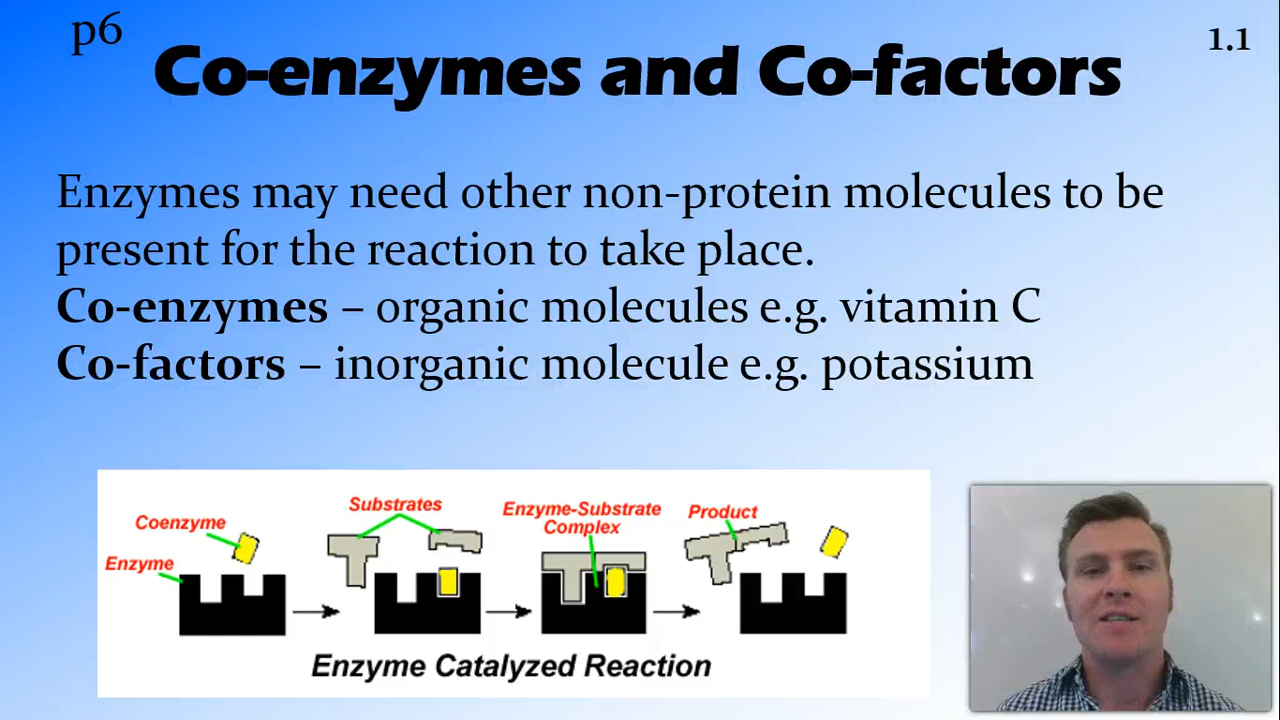 p6
1.1
Co-enzymes and Co-factors
Enzymes may need other non-protein molecules to be
present for the reaction to take place.
Co-enzymes – organic molecules e.g. vitamin C
Co-factors – inorganic molecule e.g. potassium
Coenzyme
Enzyme
Substrates
Enzyme-Substrate
Complex
Product
Enzyme Catalyzed Reaction